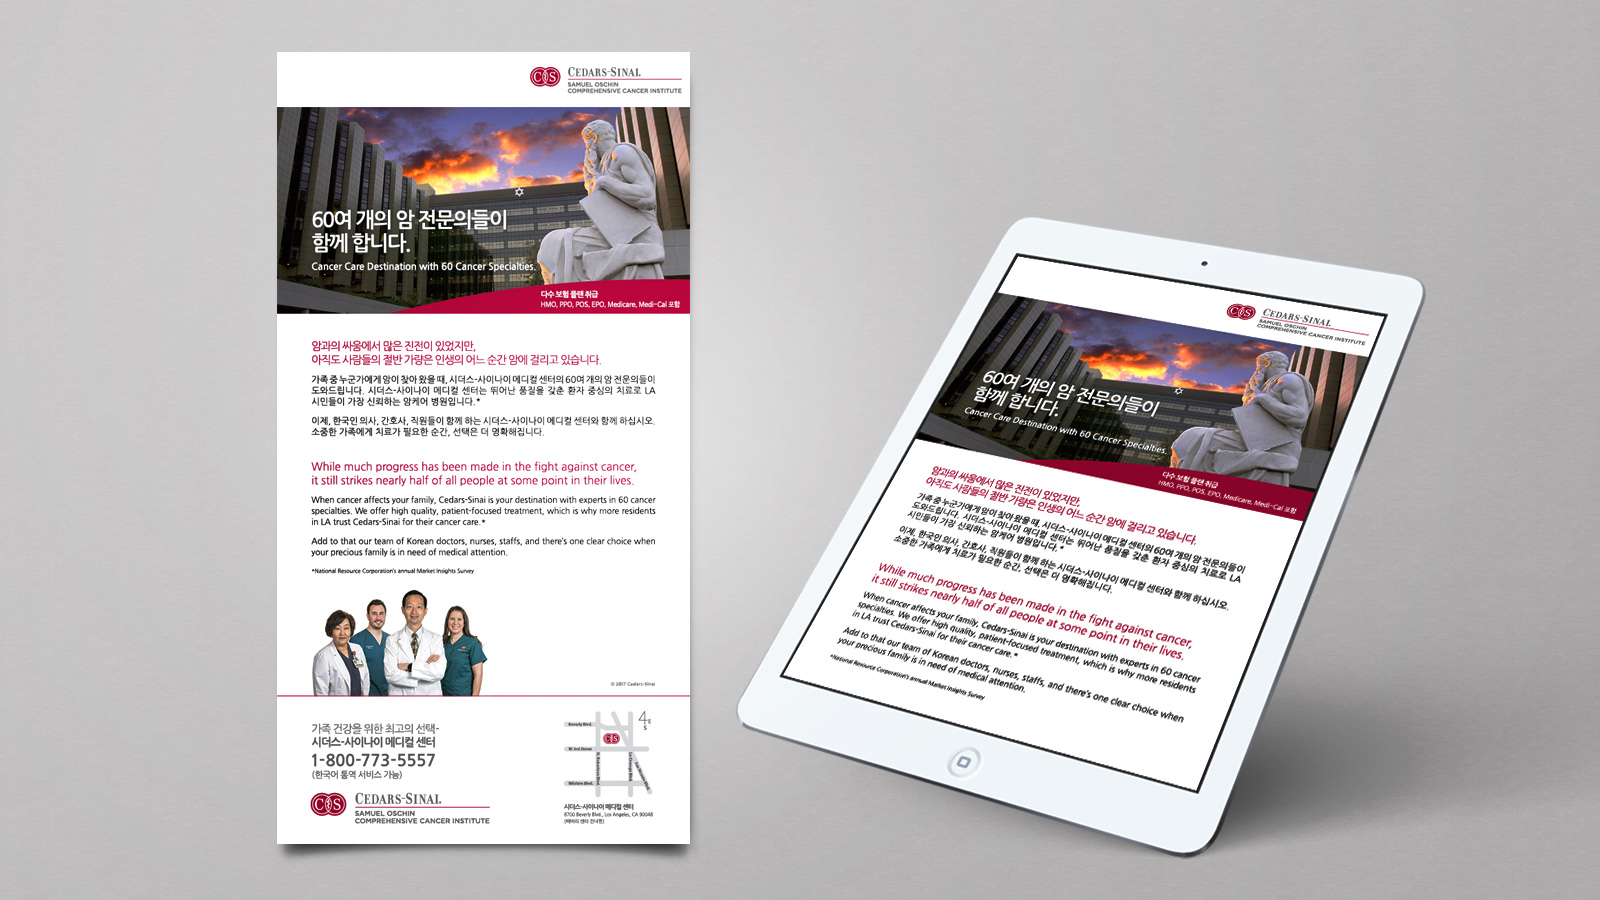 CEDARS-SINAI.
SAMUEL OSCHIN
COMPREHENSIVE CANCER INSTITUTE
60여 개의 암 전문의들이
함께 합니다.
Cancer Care Destination with 60 Cancer Specialties.
다수 보험 플랜 취급
HMO, PPO, POS, EPO, Medicare, Medi-Cal 포함
암과의 싸움에서 많은 진전이 있었지만,
아직도 사람들의 절반 가량은 인생의 어느 순간 암에 걸리고 있습니다.
가족 중 누군가에게 암이 찾아 왔을 때, 시더스-사이나이 메디컬 센터의 60여 개의 암 전문의들이
도와드립니다. 시더스-사이나이 메디컬 센터는 뛰어난 품질을 갖춘 환자 중심의 치료로 LA
시민들이 가장 신뢰하는 암케어 병원입니다.*
이제, 한국인 의사, 간호사, 직원들이 함께 하는 시더스-사이나이 메디컬 센터와 함께 하십시오.
소중한 가족에게 치료가 필요한 순간, 선택은 더 명확해집니다.
While much progress has been made in the fight against cancer,
it still strikes nearly half of all people at some point in their lives.
When cancer affects your family, Cedars-Sinai is your destination with experts in 60 cancer
specialties. We offer high quality, patient-focused treatment, which is why more residents
in LA trust Cedars-Sinai for their cancer care.*
Add to that our team of Korean doctors, nurses, staffs, and there's one clear choice when
your precious family is in need of medical attention.
*National Resource Corporation's annual Market Insights Survey
© 2017 Cedars-Sinai
가족 건강을 위한 최고의 선택-
시더스-사이나이 메디컬 센터
1-800-773-5557
(한국어 통역 서비스 가능)
CEDARS-SINAI.
SAMUEL OSCHIN
COMPREHENSIVE CANCER INSTITUTE
Beverly Blvd.
W. 3rd Street
Wilshire Blvd.
시더스-사이나이 메디컬 센터
8700 Beverly Blvd., Los Angeles, CA 90048
(베버리 센터 건너편)
CEDARS-SINAI.
SAMUEL OSCHIN
COMPREHENSIVE CANCER INSTITUTE
60여 개의 암 전문의들이
함께 합니다.
Cancer Care Destination with 60 Cancer Specialties.
다수 보험 플랜 취급
HMO, PPO, POS, EPO, Medicare, Medi-Cal 포함
암과의 싸움에서 많은 진전이 있었지만,
아직도 사람들의 절반 가량은 인생의 어느 순간 암에 걸리고 있습니다.
가족 중 누군가에게 암이 찾아 왔을 때, 시더스-사이나이 메디컬 센터의 60여 개의 암 전문의들이
도와드립니다. 시더스-사이나이 메디컬 센터는 뛰어난 품질을 갖춘 환자 중심의 치료로 LA
시민들이 가장 신뢰하는 암케어 병원입니다.*
이제, 한국인 의사, 간호사, 직원들이 함께 하는 시더스-사이나이 메디컬 센터와 함께 하십시오.
소중한 가족에게 치료가 필요한 순간, 선택은 더 명확해집니다.
While much progress has been made in the fight against cancer,
it still strikes nearly half of all people at some point in their lives.
When cancer affects your family, Cedars-Sinai is your destination with experts in 60 cancer
specialties. We offer high quality, patient-focused treatment, which is why more residents
in LA trust Cedars-Sinai for their cancer care.*
Add to that our team of Korean doctors, nurses, staffs, and there's one clear choice when
your precious family is in need of medical attention.
*National Resource Corporation's annual Market Insights Survey